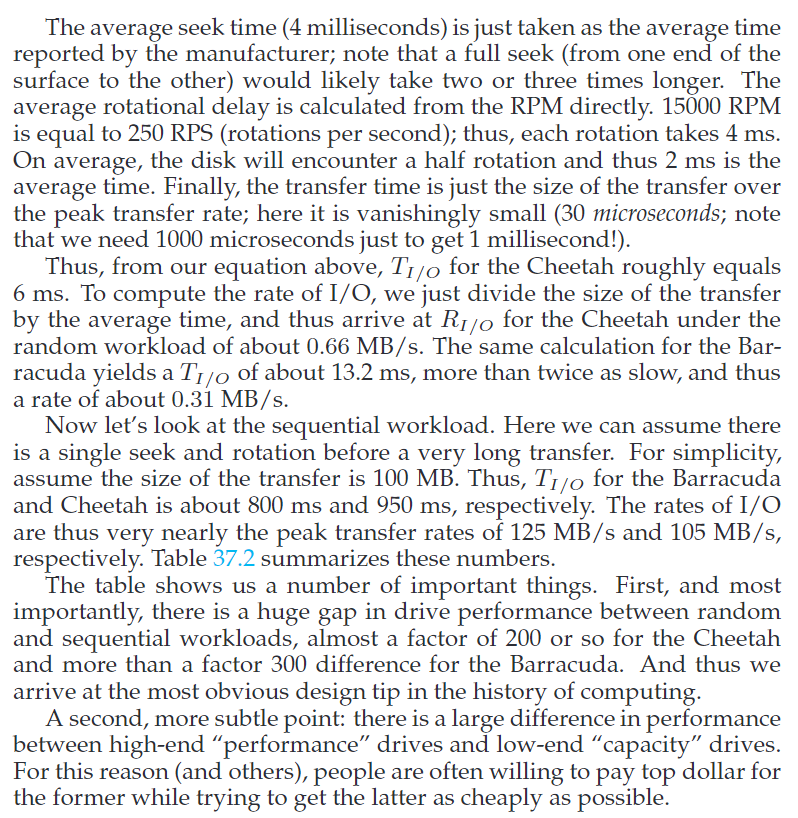 The average seek time (4 milliseconds) is just taken as the average time
reported by the manufacturer; note that a full seek (from one end of the
surface to the other) would likely take two or three times longer. The
average rotational delay is calculated from the RPM directly. 15000 RPM
is equal to 250 RPS (rotations per second); thus, each rotation takes 4 ms.
On average, the disk will encounter a half rotation and thus 2 ms is the
average time. Finally, the transfer time is just the size of the transfer over
the peak transfer rate; here it is vanishingly small (30 microseconds; note
that we need 1000 microseconds just to get 1 millisecond!).
Thus, from our equation above, T_{I/O} for the Cheetah roughly equals
6 ms. To compute the rate of I/O, we just divide the size of the transfer
by the average time, and thus arrive at R_{I/O} for the Cheetah under the
random workload of about 0.66 MB/s. The same calculation for the Bar-
racuda yields a T_{I/O} of about 13.2 ms, more than twice as slow, and thus
a rate of about 0.31 MB/s.
Now let's look at the sequential workload. Here we can assume there
is a single seek and rotation before a very long transfer. For simplicity,
assume the size of the transfer is 100 MB. Thus, T_{I/O} for the Barracuda
and Cheetah is about 800 ms and 950 ms, respectively. The rates of I/O
are thus very nearly the peak transfer rates of 125 MB/s and 105 MB/s,
respectively. Table 37.2 summarizes these numbers.
The table shows us a number of important things. First, and most
importantly, there is a huge gap in drive performance between random
and sequential workloads, almost a factor of 200 or so for the Cheetah
and more than a factor 300 difference for the Barracuda. And thus we
arrive at the most obvious design tip in the history of computing.
A second, more subtle point: there is a large difference in performance
between high-end “performance” drives and low-end “capacity” drives.
For this reason (and others), people are often willing to pay top dollar for
the former while trying to get the latter as cheaply as possible.